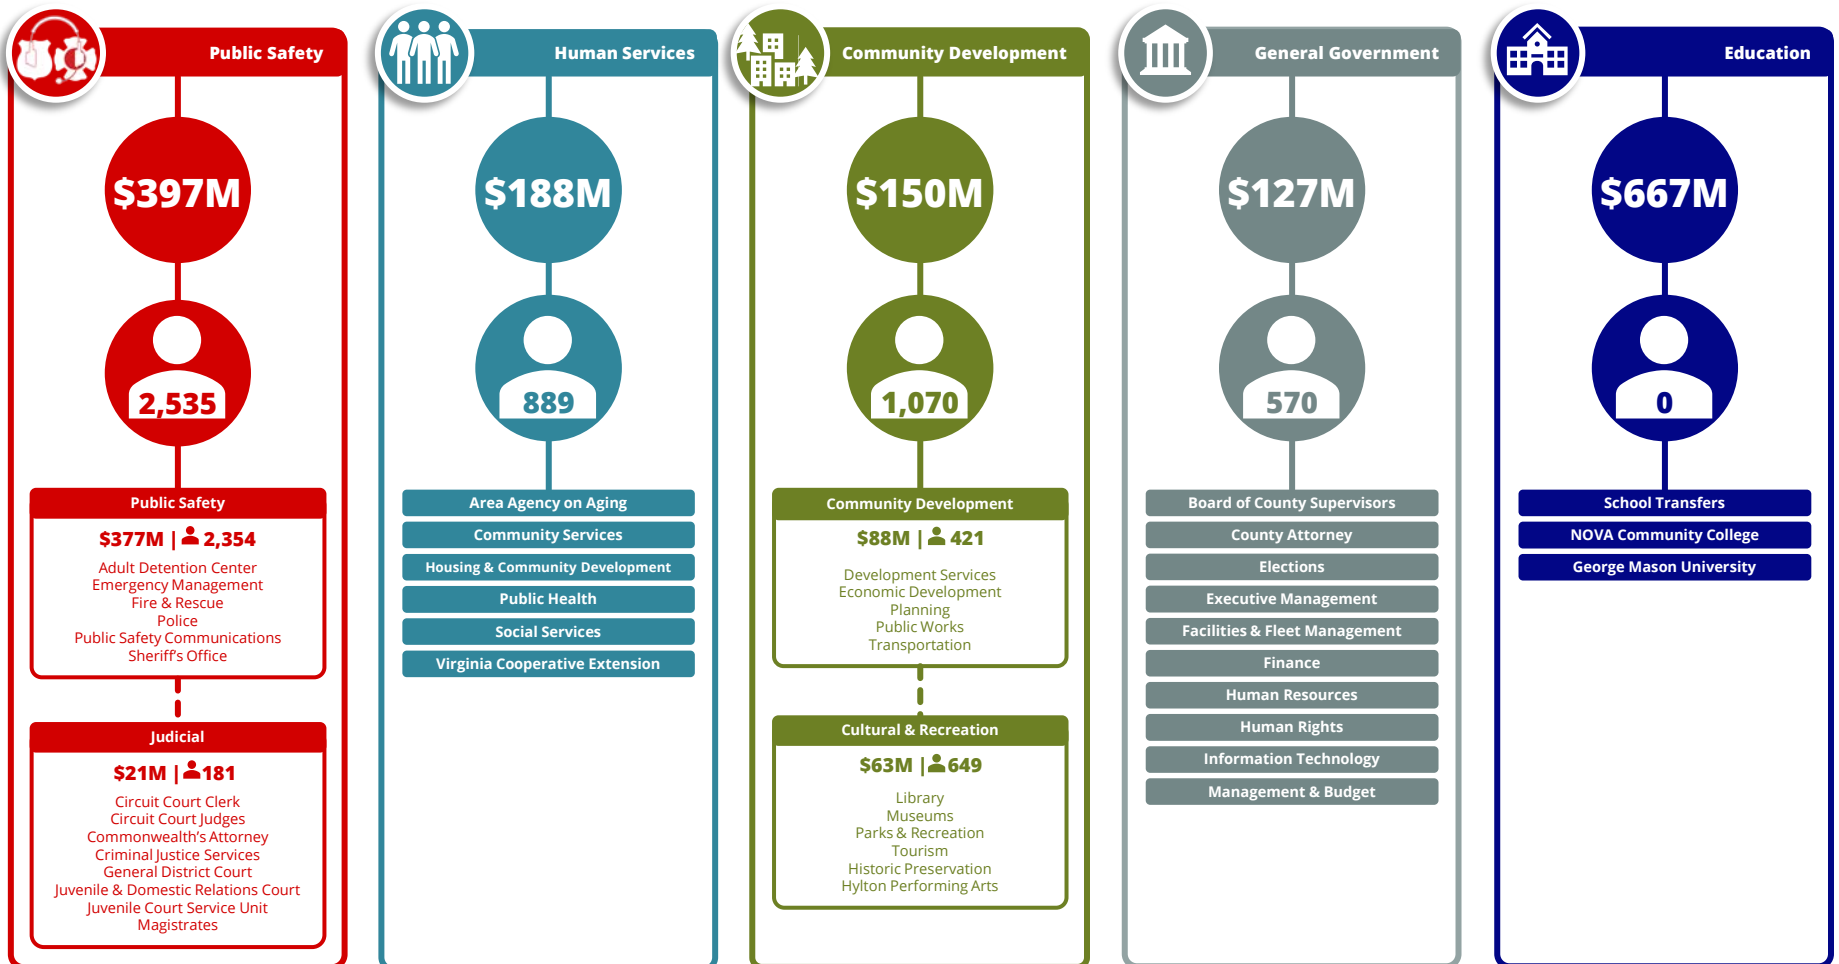 Public Safety
$397M
2,535
Public Safety
$377M | 2,354
Adult Detention Center
Emergency Management
Fire & Rescue
Police
Public Safety Communications
Sheriff’s Office
Judicial
$21M | 181
Circuit Court Clerk
Circuit Court Judges
Commonwealth’s Attorney
Criminal Justice Services
General District Court
Juvenile & Domestic Relations Court
Juvenile Court Service Unit
Magistrates
Human Services
$188M
889
Area Agency on Aging
Community Services
Housing & Community Development
Public Health
Social Services
Virginia Cooperative Extension
Community Development
$150M
1,070
Community Development
$88M | 421
Development Services
Economic Development
Planning
Public Works
Transportation
Cultural & Recreation
$63M | 649
Library
Museums
Parks & Recreation
Tourism
Historic Preservation
Hylton Performing Arts
General Government
$127M
570
Board of County Supervisors
County Attorney
Elections
Executive Management
Facilities & Fleet Management
Finance
Human Resources
Human Rights
Information Technology
Management & Budget
Education
$667M
0
School Transfers
NOVA Community College
George Mason University